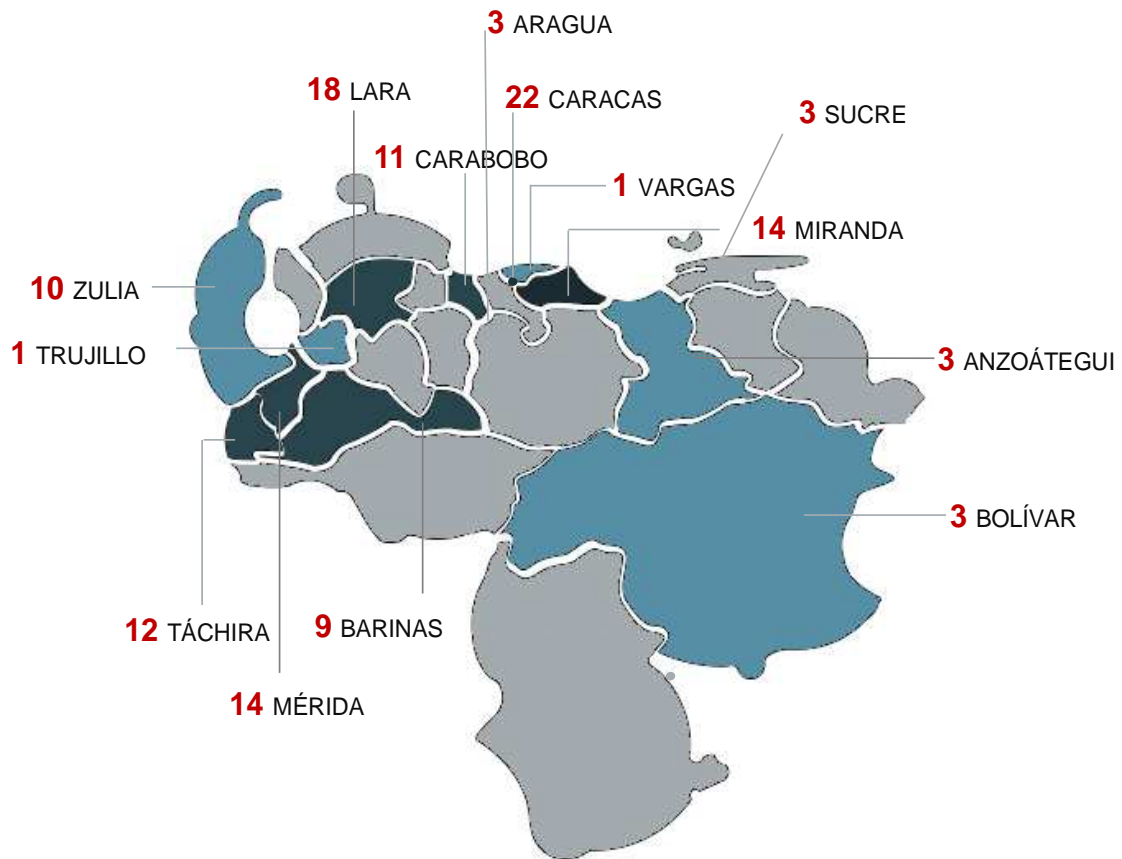 3 ARAGUA
18 LARA
22 CARACAS
3 SUCRE
11 CARABOBO
1 VARGAS
14 MIRANDA
10 ZULIA
1 TRUJILLO
3 ANZOÁTEGUI
3 BOLÍVAR
12 TÁCHIRA
9 BARINAS
14 MÉRIDA